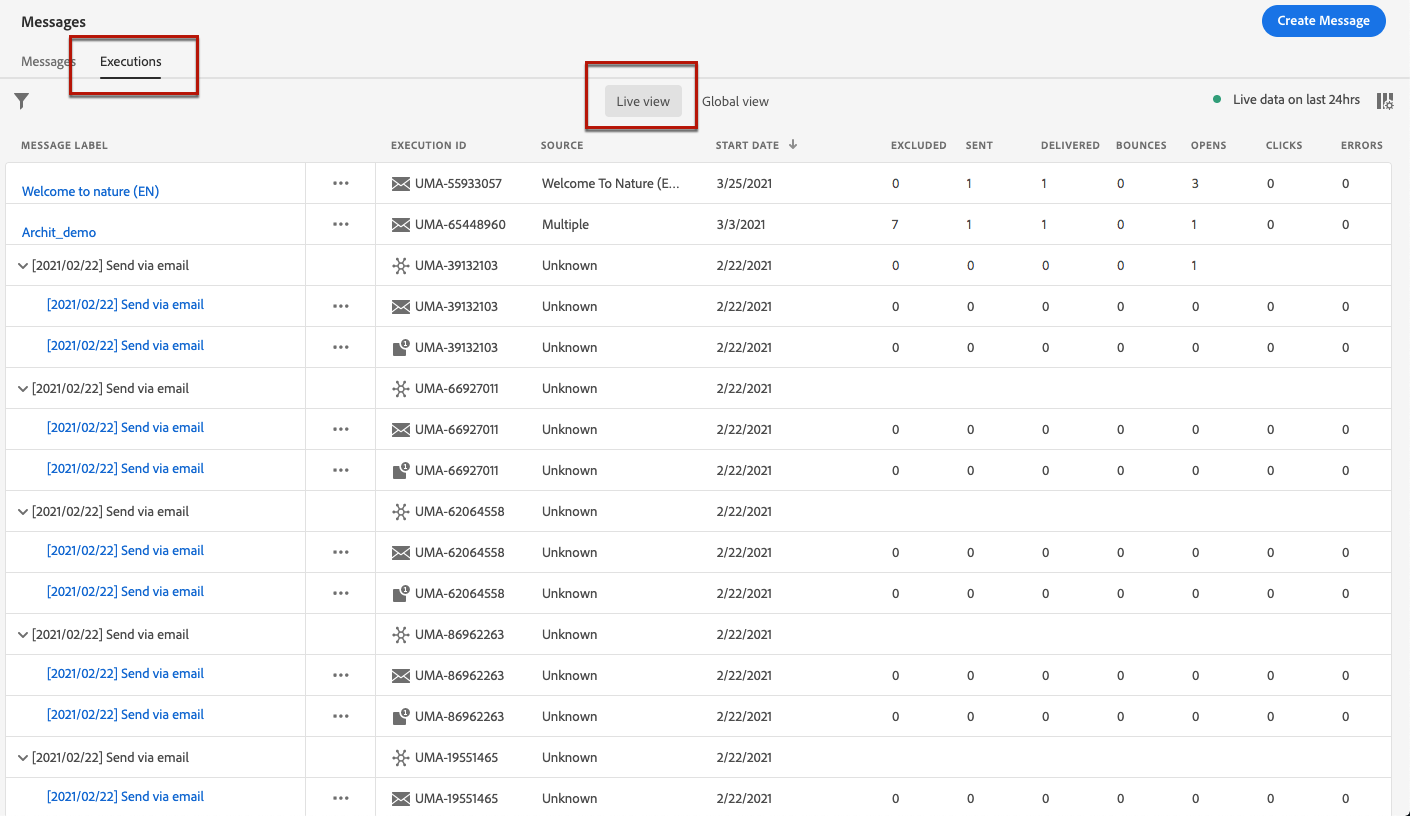 Messages
Create Message
Messages Executions
Live view Global view Live data on last 24hrs
MESSAGE LABEL EXECUTION ID SOURCE START DATE EXCLUDED SENT DELIVERED BOUNCES OPENS CLICKS ERRORS
Welcome to nature (EN) UMA-55933057 Welcome To Nature (E... 3/25/2021 0 1 1 0 3 0 0
Archit_demo UMA-65448960 Multiple 3/3/2021 7 1 1 0 1 0 0
[2021/02/22] Send via email UMA-39132103 Unknown 2/22/2021 0 0 0 0 1
[2021/02/22] Send via email UMA-39132103 Unknown 2/22/2021 0 0 0 0 0 0 0
[2021/02/22] Send via email 1 UMA-39132103 Unknown 2/22/2021 0 0 0 0 0 0 0
[2021/02/22] Send via email UMA-66927011 Unknown 2/22/2021
[2021/02/22] Send via email UMA-66927011 Unknown 2/22/2021 0 0 0 0 0 0 0
[2021/02/22] Send via email 1 UMA-66927011 Unknown 2/22/2021 0 0 0 0 0 0 0
[2021/02/22] Send via email UMA-62064558 Unknown 2/22/2021
[2021/02/22] Send via email UMA-62064558 Unknown 2/22/2021 0 0 0 0 0 0 0
[2021/02/22] Send via email 1 UMA-62064558 Unknown 2/22/2021 0 0 0 0 0 0 0
[2021/02/22] Send via email UMA-86962263 Unknown 2/22/2021
[2021/02/22] Send via email UMA-86962263 Unknown 2/22/2021 0 0 0 0 0 0 0
[2021/02/22] Send via email 1 UMA-86962263 Unknown 2/22/2021 0 0 0 0 0 0 0
[2021/02/22] Send via email UMA-19551465 Unknown 2/22/2021
[2021/02/22] Send via email UMA-19551465 Unknown 2/22/2021 0 0 0 0 0 0 0